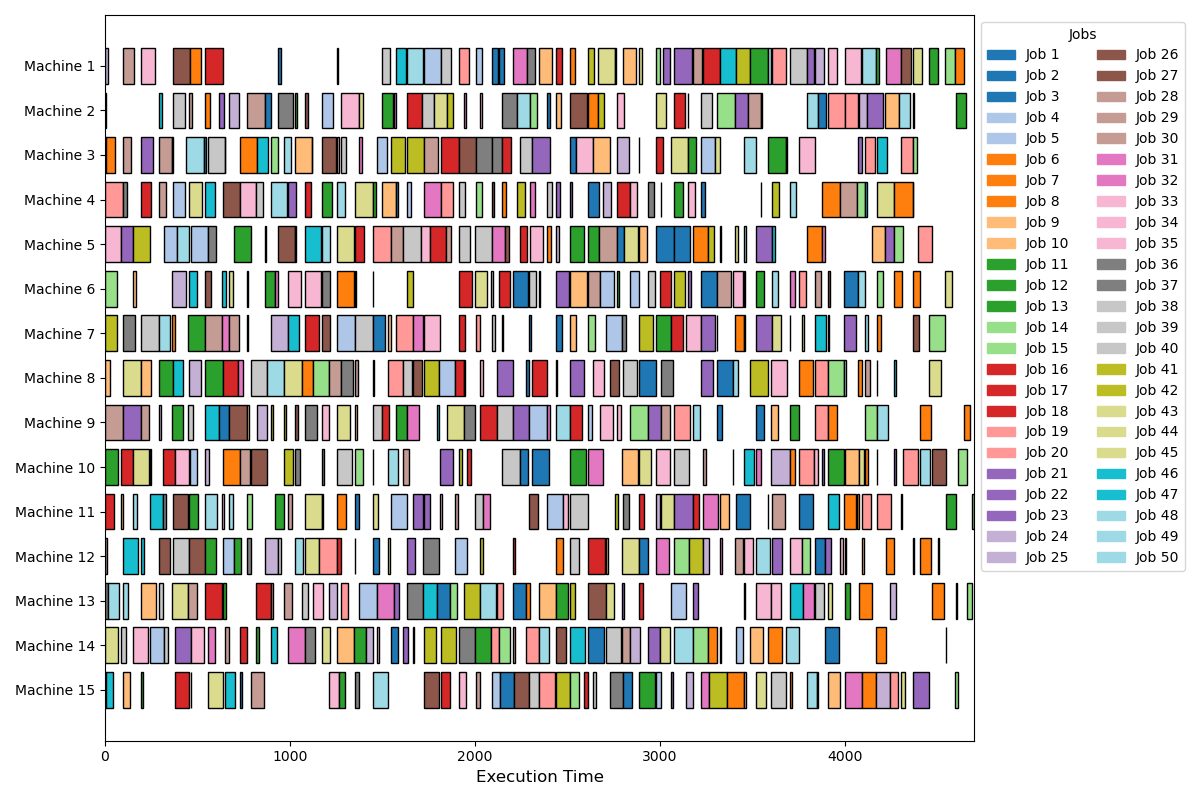 Machine 1
Machine 2
Machine 3
Machine 4
Machine 5
Machine 6
Machine 7
Machine 8
Machine 9
Machine 10
Machine 11
Machine 12
Machine 13
Machine 14
Machine 15
0 1000 2000 3000 4000
Execution Time
Jobs
Job 1 Job 26
Job 2 Job 27
Job 3 Job 28
Job 4 Job 29
Job 5 Job 30
Job 6 Job 31
Job 7 Job 32
Job 8 Job 33
Job 9 Job 34
Job 10 Job 35
Job 11 Job 36
Job 12 Job 37
Job 13 Job 38
Job 14 Job 39
Job 15 Job 40
Job 16 Job 41
Job 17 Job 42
Job 18 Job 43
Job 19 Job 44
Job 20 Job 45
Job 21 Job 46
Job 22 Job 47
Job 23 Job 48
Job 24 Job 49
Job 25 Job 50